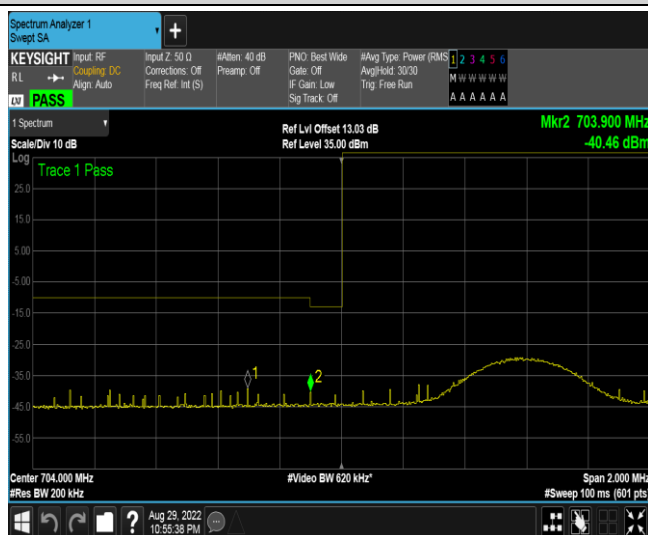 Spectrum Analyzer 1
Swept SA
+
KEYSIGHT
RL
LXI PASS
Input: RF
Coupling: DC
Align: Auto
Input Z: 50 Ω
Corrections: Off
Freq Ref: Int (S)
#Atten: 40 dB
Preamp: Off
PNO: Best Wide
Gate: Off
IF Gain: Low
Sig Track: Off
#Avg Type: Power (RMS
Avg|Hold: 30/30
Trig: Free Run
1 2 3 4 5 6
M W W W W W
A A A A A A
1 Spectrum
Scale/Div 10 dB
Ref Lvl Offset 13.03 dB
Ref Level 35.00 dBm
Mkr2 703.900 MHz
-40.46 dBm
Log
Trace 1 Pass
25.0
15.0
5.00
-5.00
-15.0
-25.0
-35.0
-45.0
-55.0
1
2
Center 704.000 MHz
#Res BW 200 kHz
#Video BW 620 kHz*
Span 2.000 MHz
#Sweep 100 ms (601 pts)
?
Aug 29, 2022
10:55:38 PM